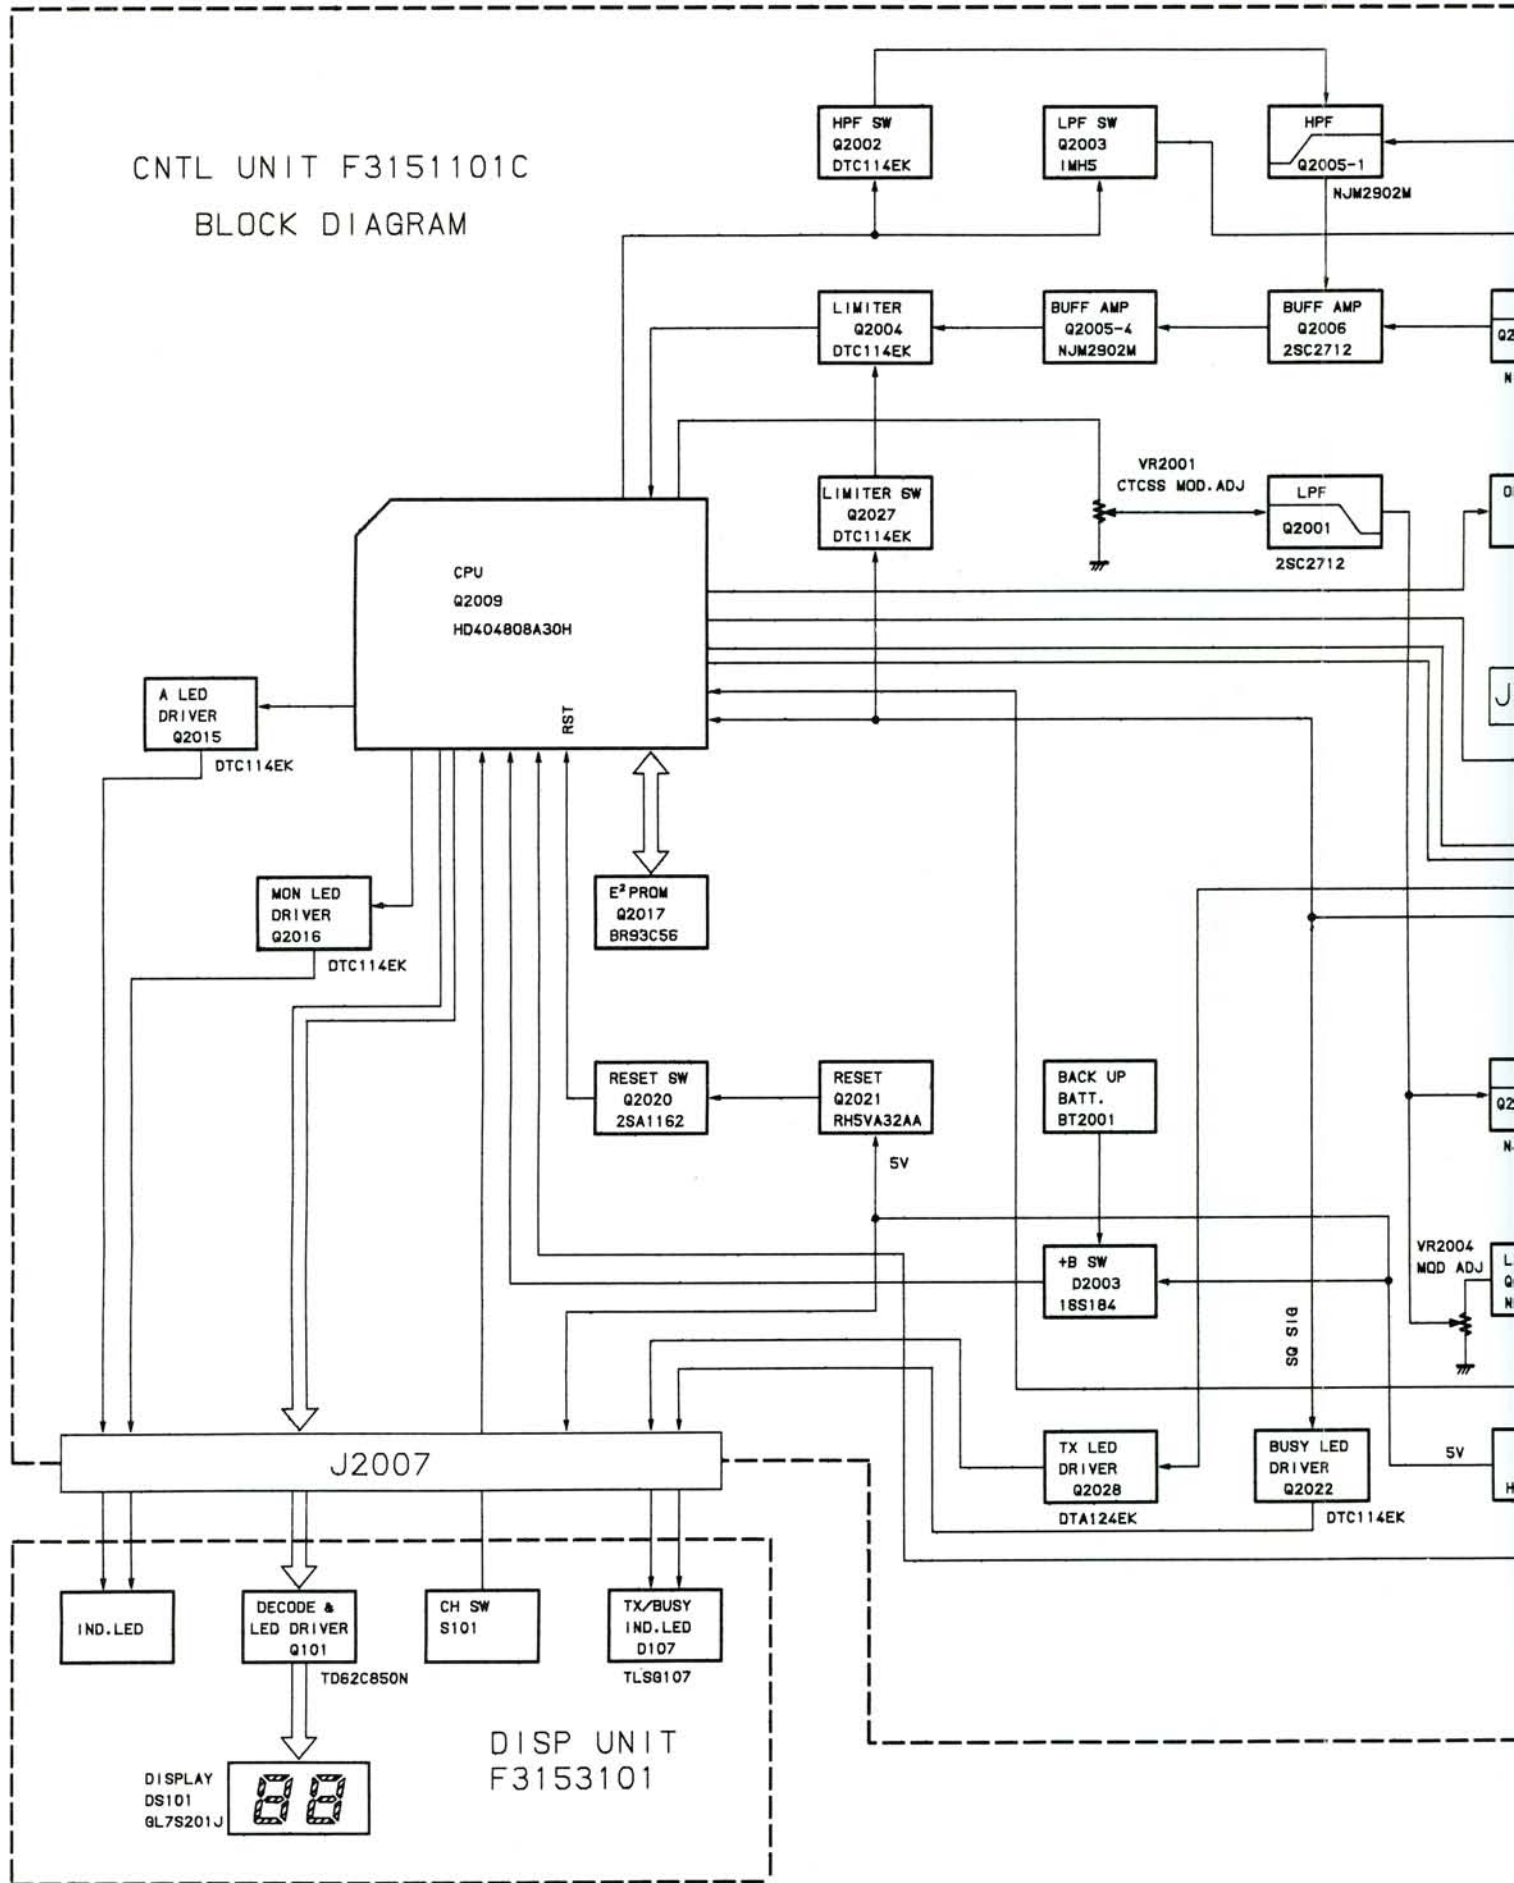 CNTL UNIT F3151101C
BLOCK DIAGRAM
HPF SW
Q2002
DTC114EK
LPF SW
Q2003
IMH5
HPF
Q2005-1
NJM2902M
LIMITER
Q2004
DTC114EK
BUFF AMP
Q2005-4
NJM2902M
BUFF AMP
Q2006
2SC2712
N
LIMITER SW
Q2027
DTC114EK
VR2001
CTCSS MOD.ADJ
LPF
Q2001
2SC2712
CPU
Q2009
HD404808A30H
RST
J
A LED
DRIVER
Q2015
DTC114EK
MON LED
DRIVER
Q2016
DTC114EK
E²PROM
Q2017
BR93C56
RESET SW
Q2020
2SA1162
RESET
Q2021
RH5VA32AA
5V
BACK UP
BATT.
BT2001
+B SW
D2003
1SS184
VR2004
MOD ADJ
SQ SIG
J2007
TX LED
DRIVER
Q2028
DTA124EK
BUSY LED
DRIVER
Q2022
DTC114EK
5V
H
IND.LED
DECODE &
LED DRIVER
Q101
TD62C850N
CH SW
S101
TX/BUSY
IND.LED
D107
TLSG107
DISP UNIT
F3153101
DISPLAY
DS101
GL7S201J
88